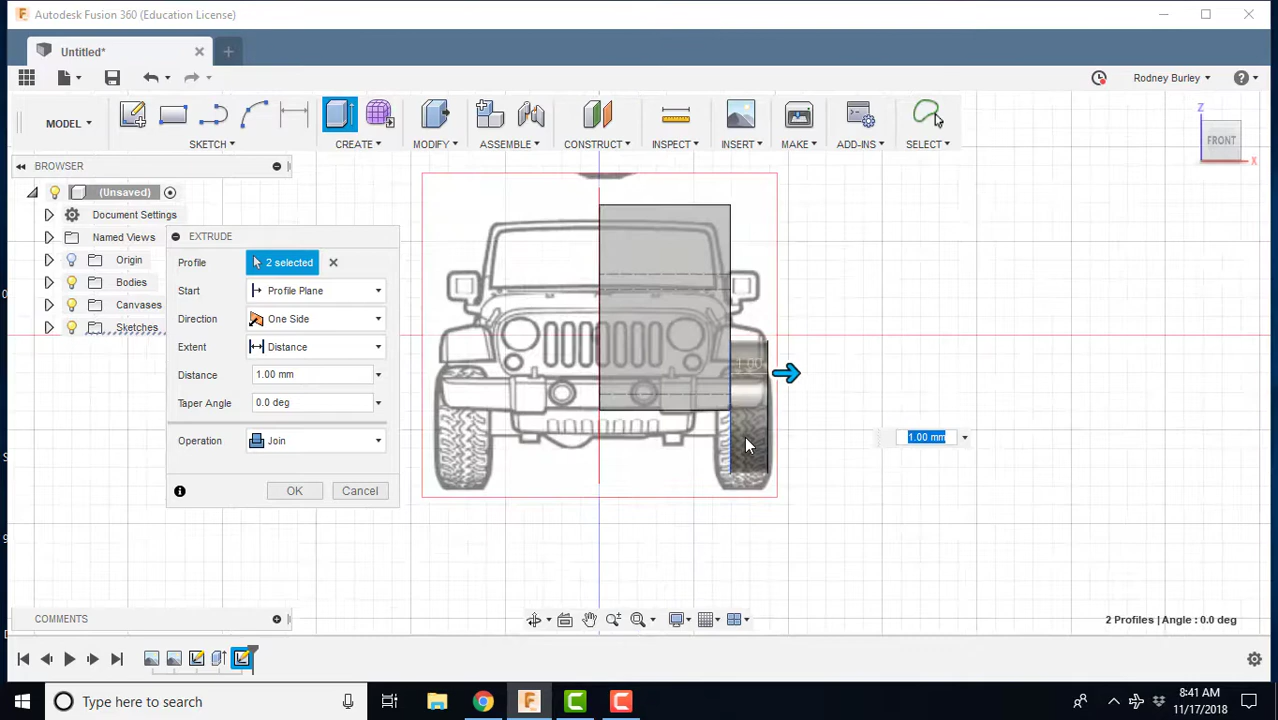 Autodesk Fusion 360 (Education License)
Untitled*
Rodney Burley
MODEL
SKETCH
CREATE
MODIFY
ASSEMBLE
CONSTRUCT
INSPECT
INSERT
MAKE
ADD-INS
SELECT
Z
FRONT
X
BROWSER
(Unsaved)
Document Settings
Named Views
Origin
Bodies
Canvases
Sketches
EXTRUDE
Profile 2 selected
Start Profile Plane
Direction One Side
Extent Distance
Distance 1.00 mm
Taper Angle 0.0 deg
Operation Join
OK Cancel
1.00
1.00 mm
COMMENTS
2 Profiles | Angle : 0.0 deg
Type here to search
8:41 AM
11/17/2018